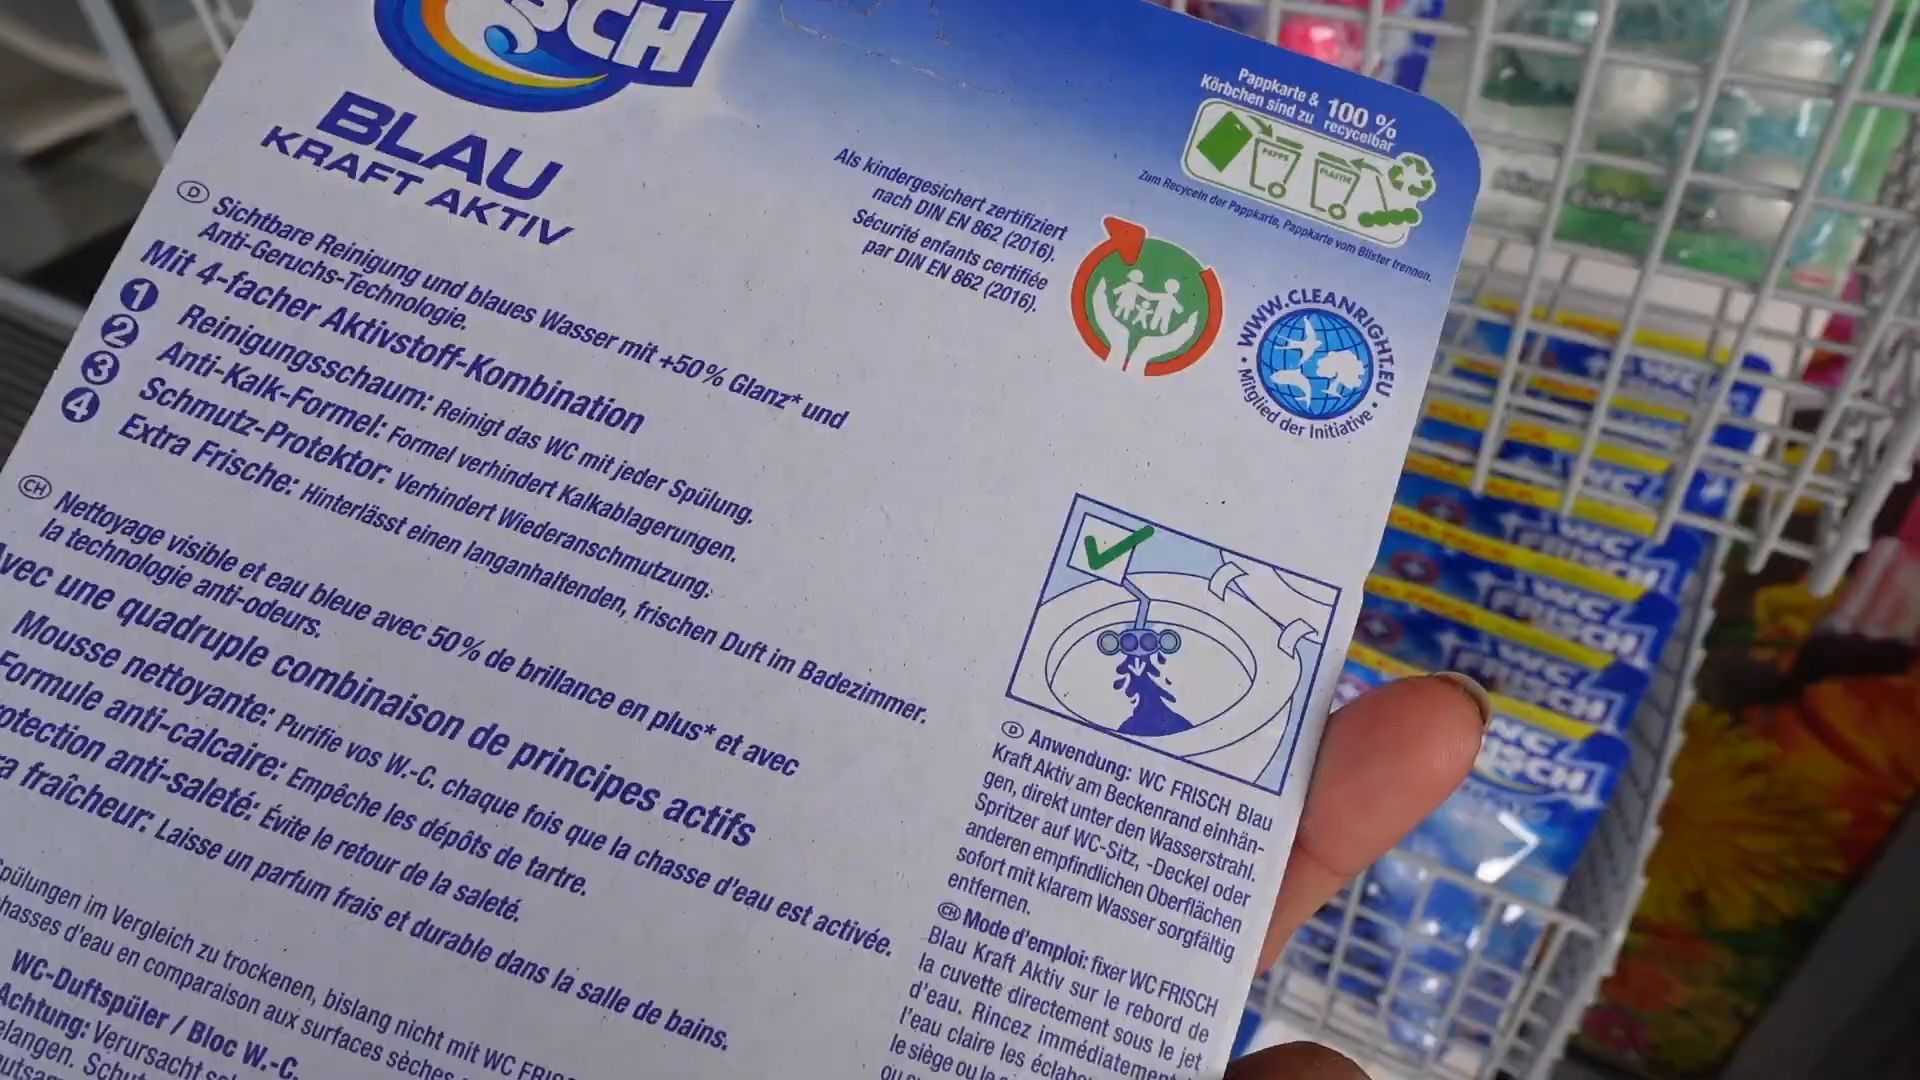 BLAU
KRAFT AKTIV
D Sichtbare Reinigung und blaues Wasser mit +50% Glanz* und
Anti-Geruchs-Technologie.
Mit 4-facher Aktivstoff-Kombination
1 Reinigungsschaum: Reinigt das WC mit jeder Spülung.
2 Anti-Kalk-Formel: Formel verhindert Kalkablagerungen.
3 Schmutz-Protektor: Verhindert Wiederanschmutzung.
4 Extra Frische: Hinterlässt einen langanhaltenden, frischen Duft im Badezimmer.
CH Nettoyage visible et eau bleue avec 50% de brillance en plus* et avec
la technologie anti-odeurs.
une quadruple combinaison de principes actifs
Mousse nettoyante: Purifie vos W.-C. chaque fois que la chasse d'eau est activée.
Formule anti-calcaire: Empêche les dépôts de tartre.
anti-saleté: Évite le retour de la saleté.
fraîcheur: Laisse un parfum frais et durable dans la salle de bains.
im Vergleich zu trockenen, bislang nicht mit WC
d'eau en comparaison aux surfaces sèches
WC-Duftspüler / Bloc W.-C.
Achtung: Verursacht
Als kindergesichert zertifiziert
nach DIN EN 862 (2016).
Sécurité enfants certifiée
par DIN EN 862 (2016).
Pappkarte &
Körbchen sind zu 100 %
recycelbar
PAPPE
PLASTIK
Zum Recyceln der Pappkarte, Pappkarte vom Blister trennen.
WWW.CLEANRIGHT.EU
Mitglied der Initiative
D Anwendung: WC FRISCH Blau
Kraft Aktiv am Beckenrand einhän-
gen, direkt unter den Wasserstrahl.
Spritzer auf WC-Sitz, -Deckel oder
anderen empfindlichen Oberflächen
sofort mit klarem Wasser sorgfältig
entfernen.
CH Mode d'emploi: fixer WC FRISCH
Blau Kraft Aktiv sur le rebord de
la cuvette directement sous le jet
d'eau. Rincez immédiatement
l'eau claire les
le siège ou le
WC
WC
WC
FRISCH
WC
FRISCH
WC
FRISCH